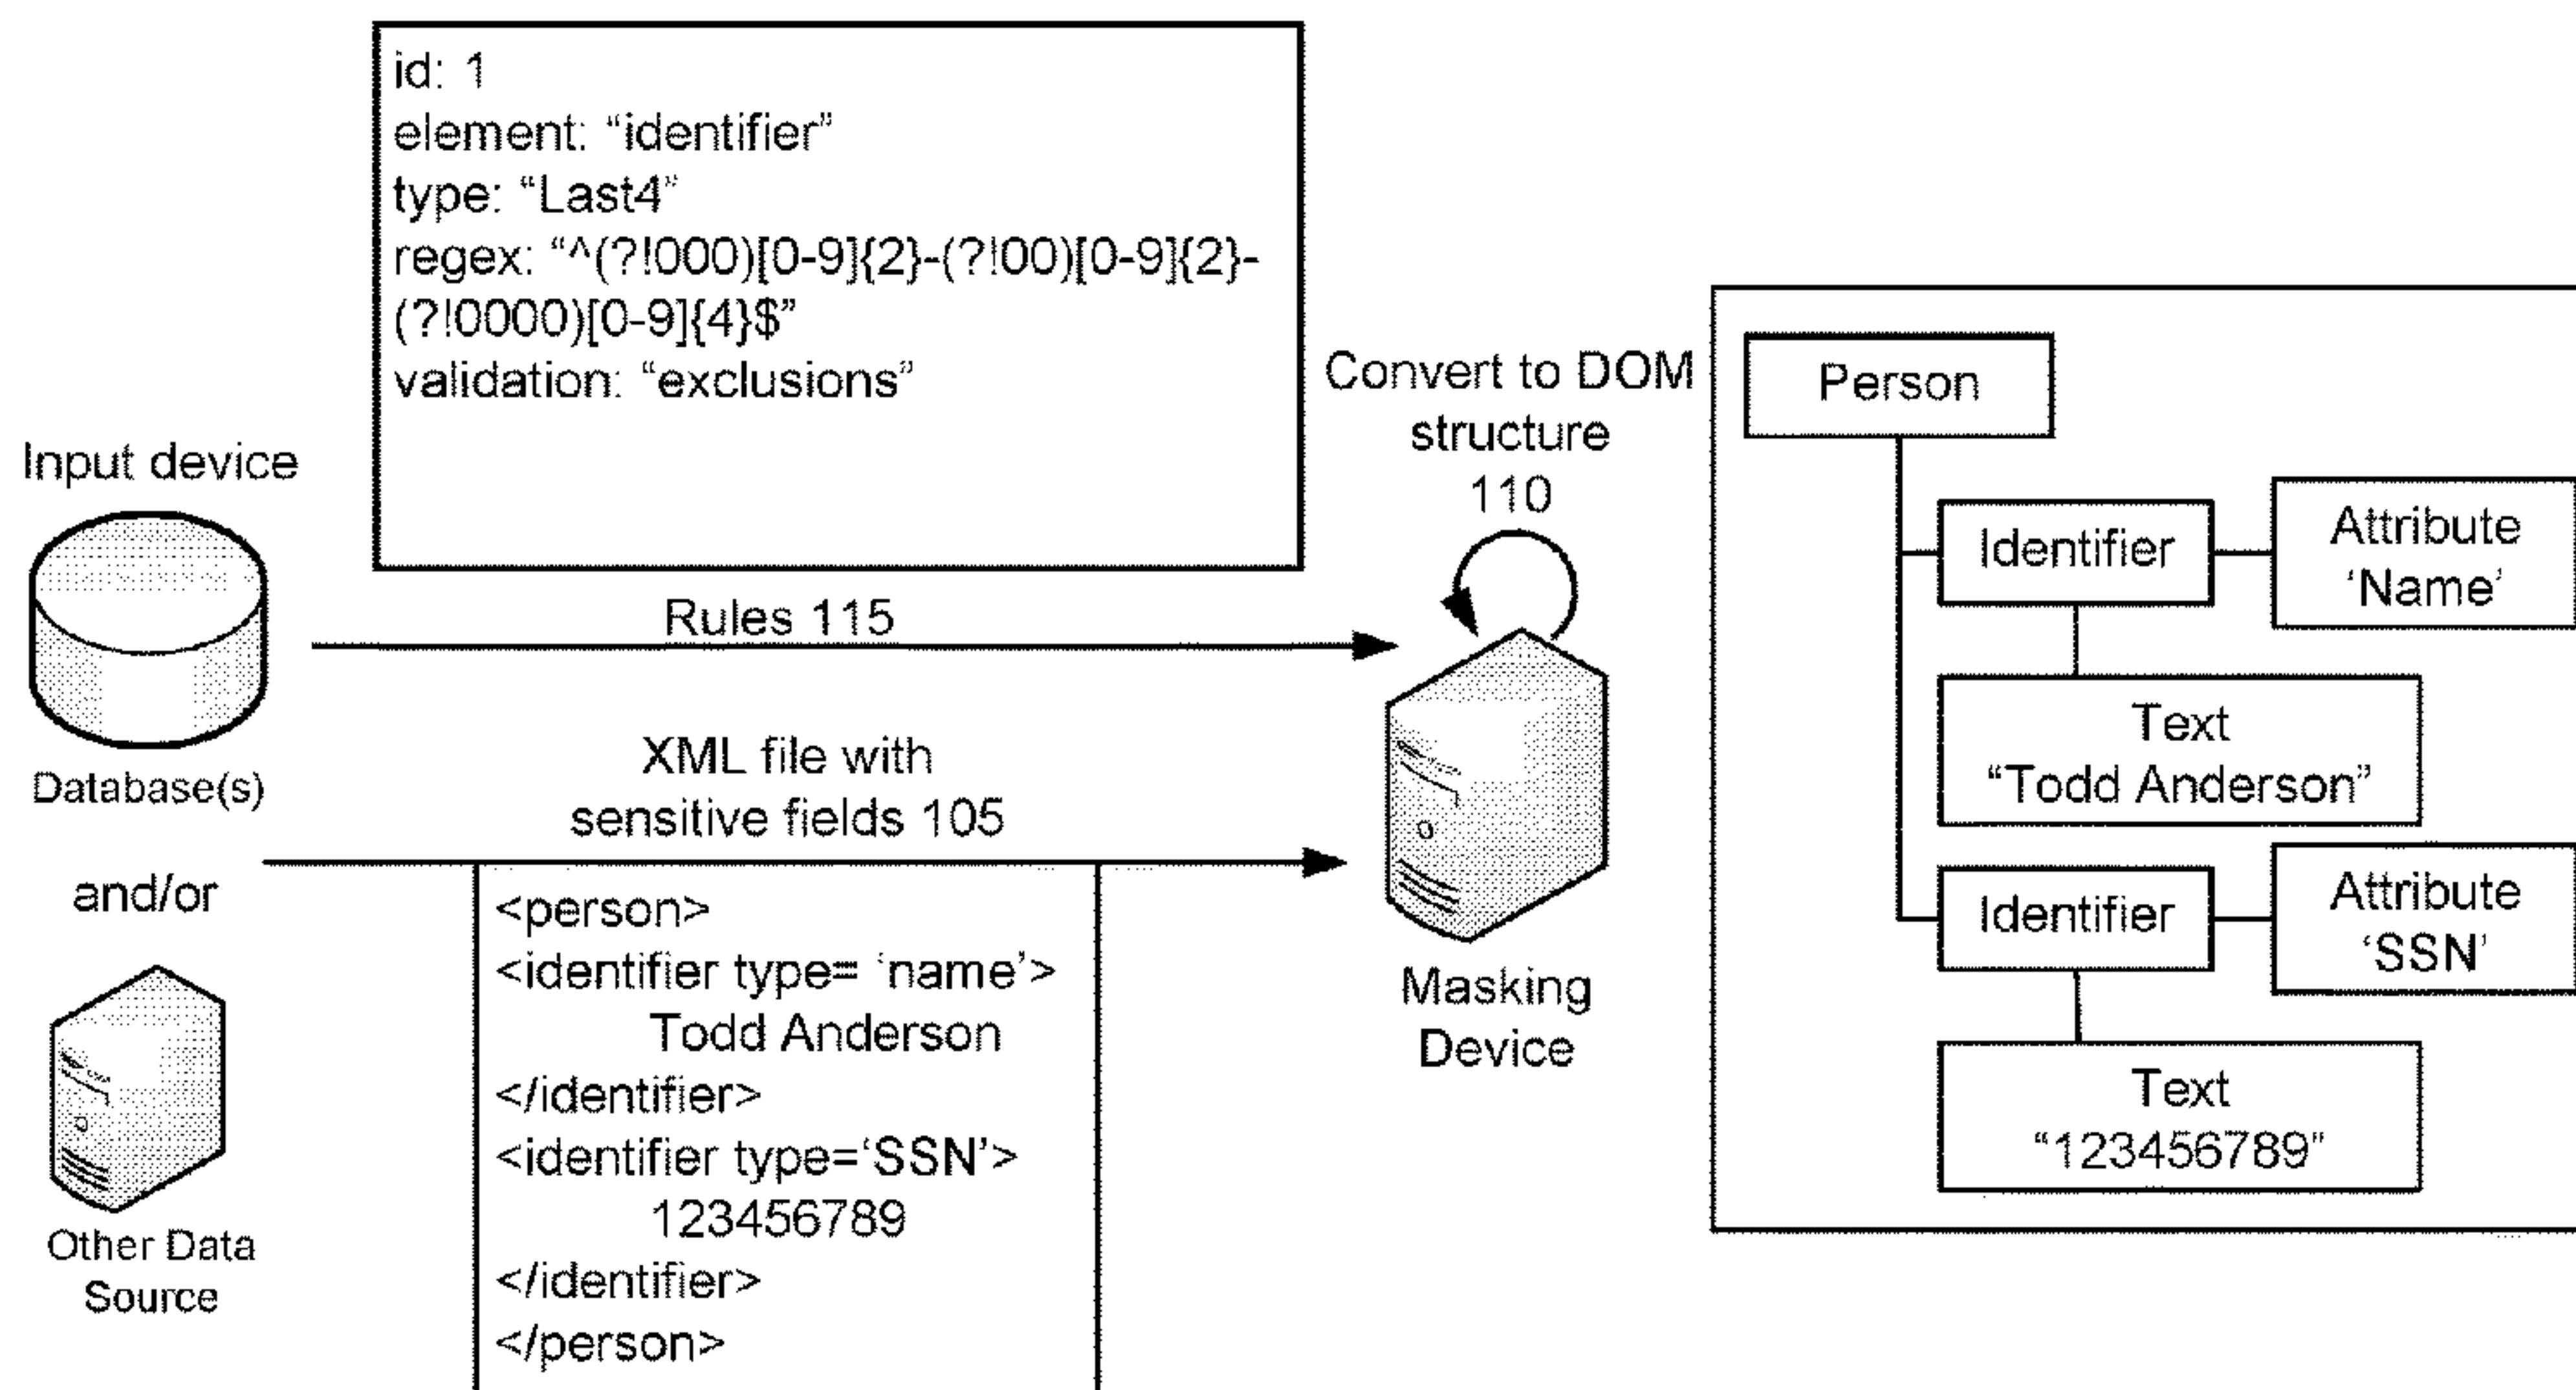 id: 1
element: “identifier”
type: “Last4”
regex: “^(?!000)[0-9]{2}-(?!00)[0-9]{2}-
(?!0000)[0-9]{4}$”
validation: “exclusions”
Input device
Database(s)
and/or
Other Data
Source
Rules 115
XML file with
sensitive fields 105
<person>
<identifier type= ‘name’>
Todd Anderson
</identifier>
<identifier type=‘SSN’>
123456789
</identifier>
</person>
Convert to DOM
structure
110
Masking
Device
Person
Identifier
Attribute
‘Name’
Text
“Todd Anderson”
Identifier
Attribute
‘SSN’
Text
“123456789”